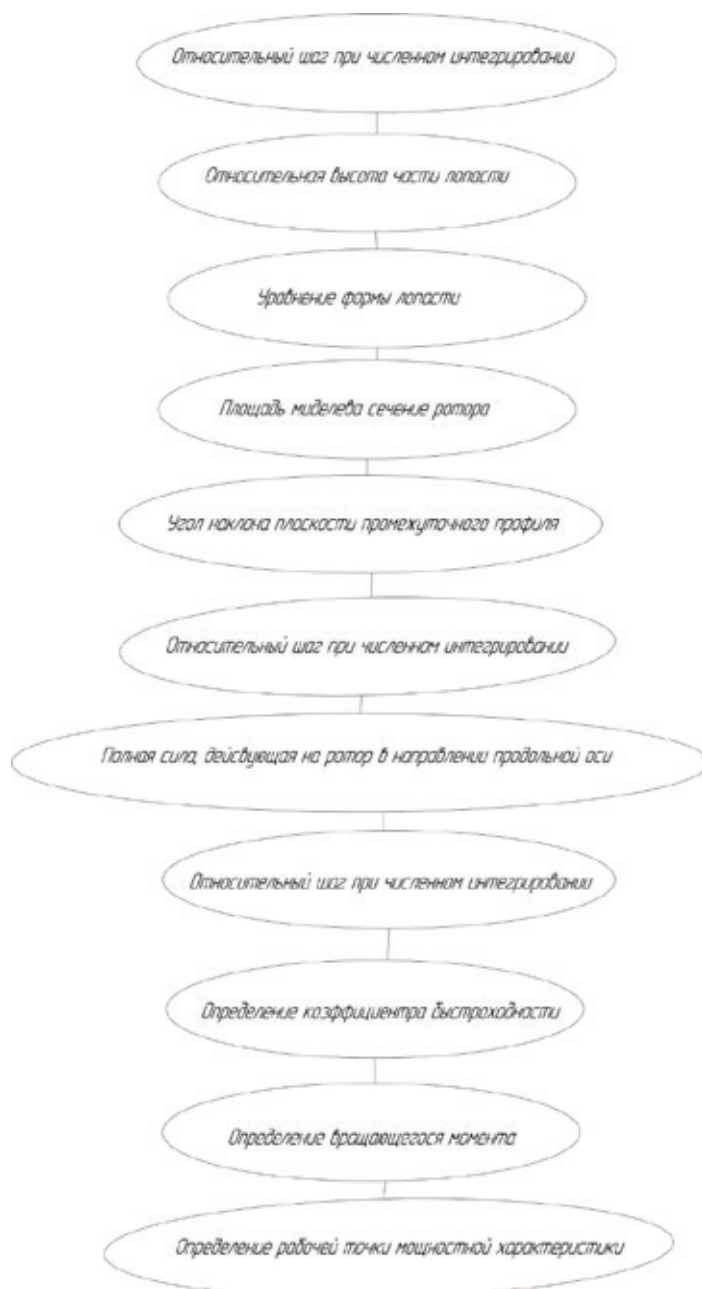 Относительный шаг при численном интегрировании
Относительная высота части лопасти
Уравнение формы лопасти
Площадь миделева сечение ротора
Угол наклона плоскости промежуточного профиля
Относительный шаг при численном интегрировании
Полная сила, дейсвующая на ротор в направлении продольной оси
Относительный шаг при численном интегрировании
Определение коэффициента быстроходности
Определение вращающегося момента
Определение рабочей точки мощностной характеристики